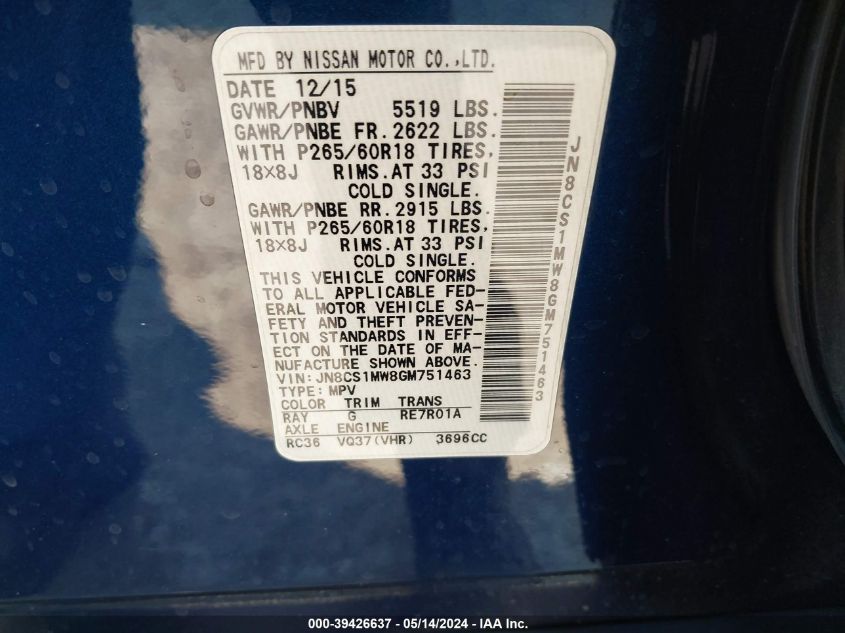 MFD BY NISSAN MOTOR CO.,LTD.
DATE 12/15
GVWR/PNBV 5519 LBS.
GAWR/PNBE FR. 2622 LBS.
WITH P265/60R18 TIRES,
18×8J RIMS.AT 33 PSI
COLD SINGLE.
GAWR/PNBE RR. 2915 LBS.
WITH P265/60R18 TIRES,
18×8J RIMS.AT 33 PSI
COLD SINGLE.
THIS VEHICLE CONFORMS
TO ALL APPLICABLE FED-
ERAL MOTOR VEHICLE SA-
FETY AND THEFT PREVEN-
TION STANDARDS IN EFF-
ECT ON THE DATE OF MA-
NUFACTURE SHOWN ABOVE.
VIN: JN8CS1MW8GM751463
TYPE: MPV
COLOR TRIM TRANS
RAY G RE7R01A
AXLE ENGINE
RC36 VQ37(VHR) 3696CC
JN8CS1MW8GM751463
000-39426637 - 05/14/2024 - IAA Inc.